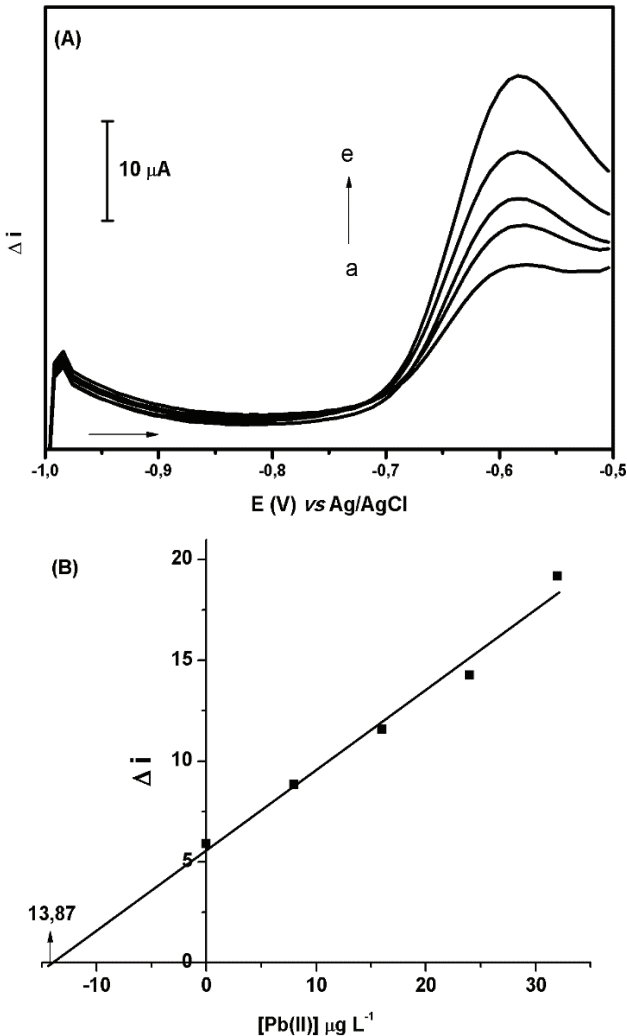 (A)
10 μA
e
a
Δ i
-1,0 -0,9 -0,8 -0,7 -0,6 -0,5
E (V) vs Ag/AgCl
(B)
20
15
10
5
0
Δ i
13,87
-10 0 10 20 30
[Pb(II)] μg L⁻¹